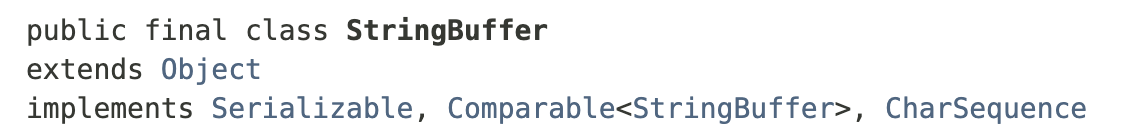 public final class StringBuffer
extends Object
implements Serializable, Comparable<StringBuffer>, CharSequence